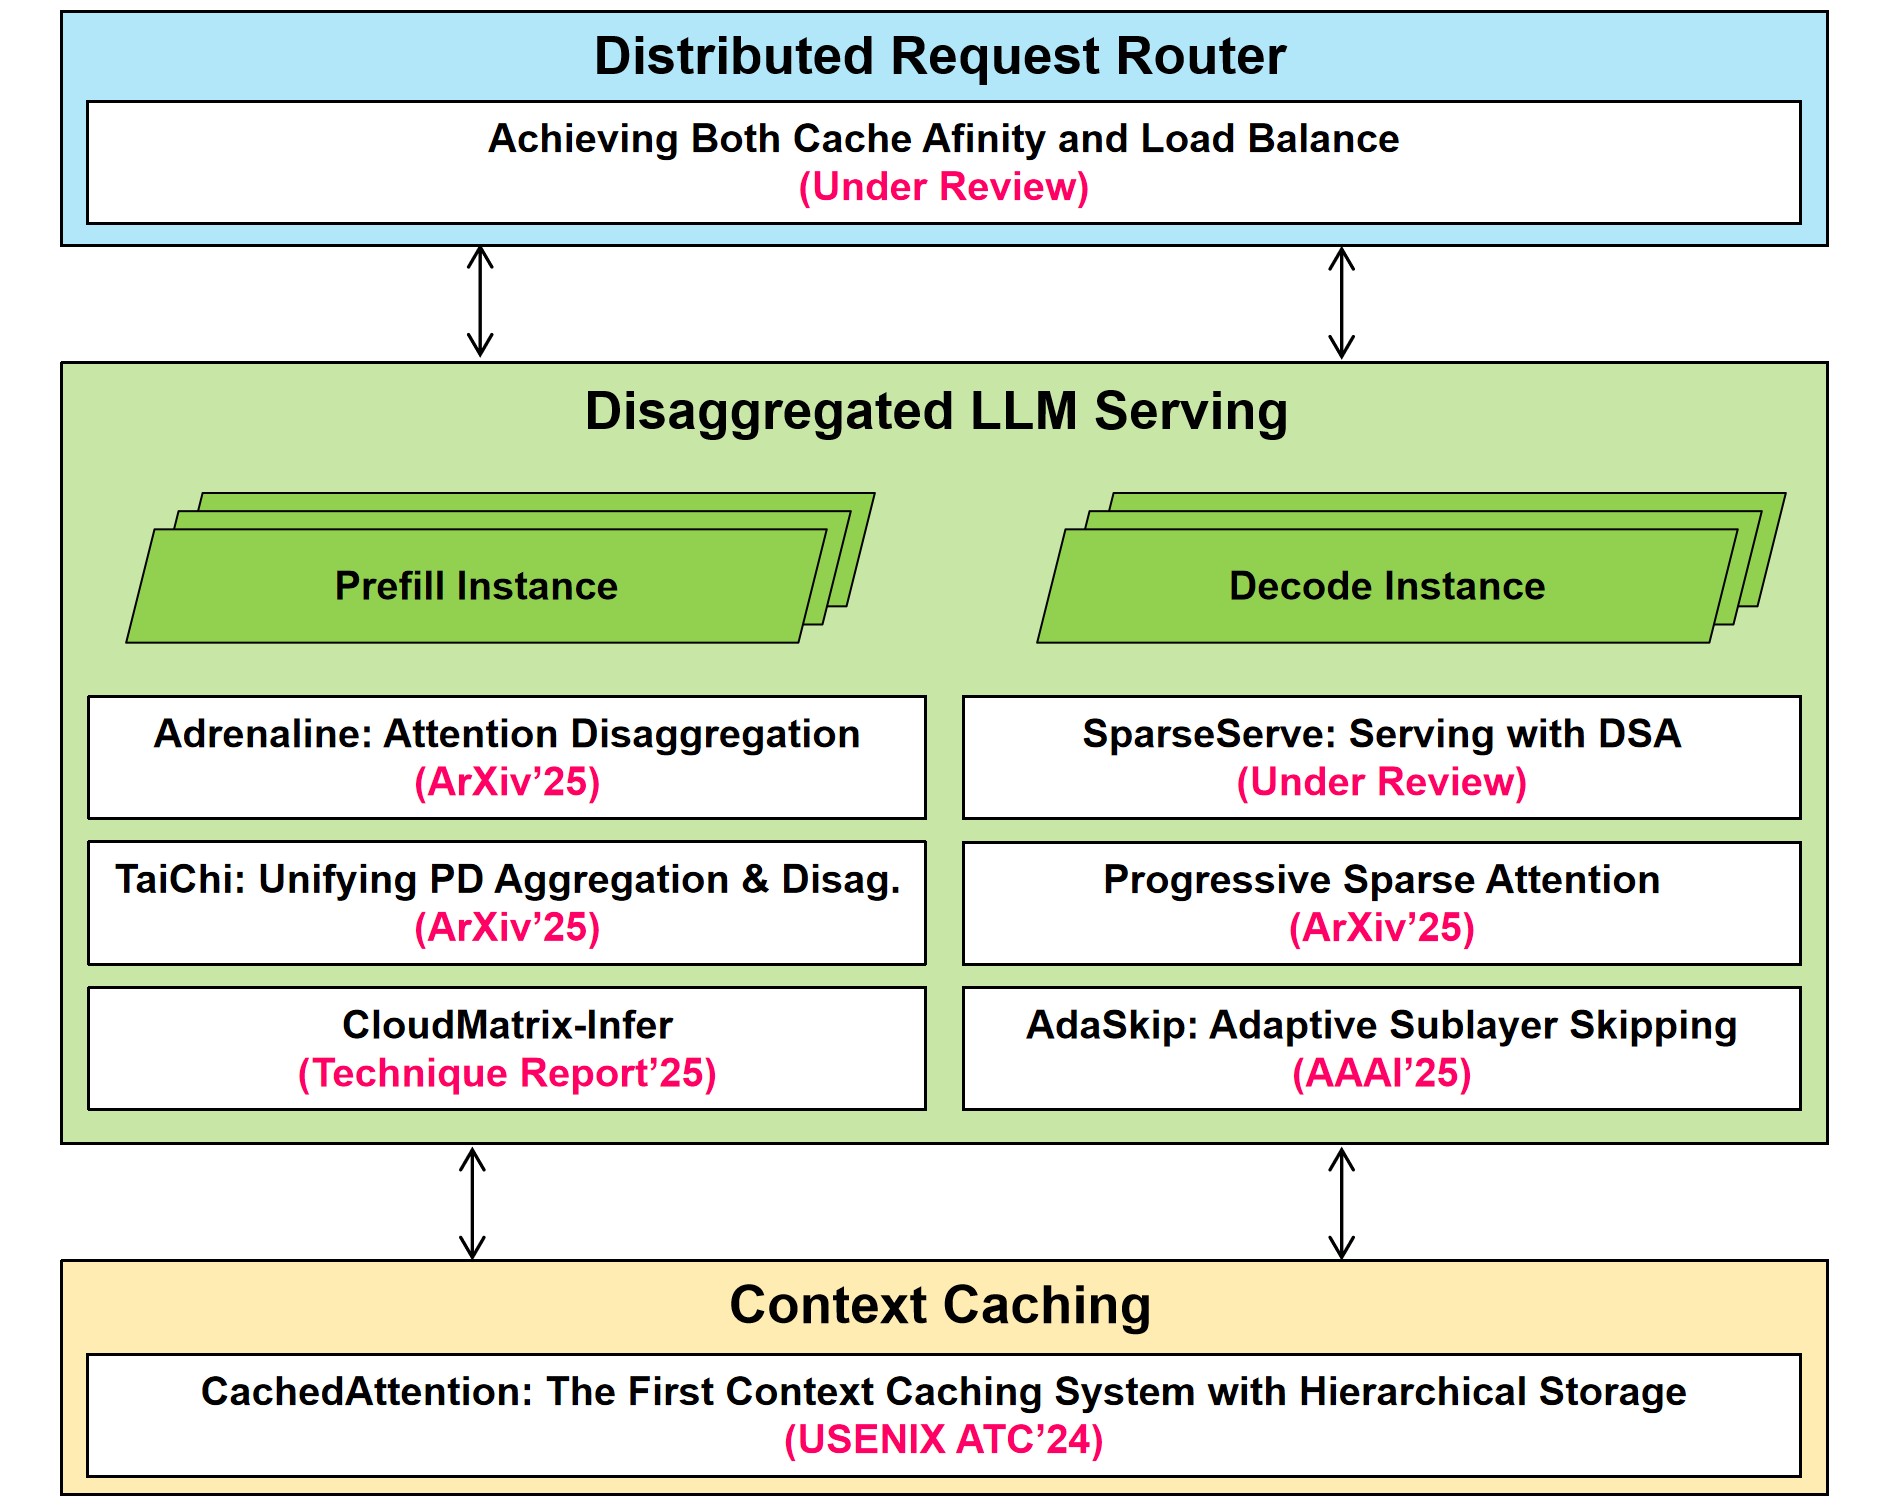 Distributed Request Router
Achieving Both Cache Afinity and Load Balance
(Under Review)
Disaggregated LLM Serving
Prefill Instance
Decode Instance
Adrenaline: Attention Disaggregation
(ArXiv’25)
SparseServe: Serving with DSA
(Under Review)
TaiChi: Unifying PD Aggregation & Disag.
(ArXiv’25)
Progressive Sparse Attention
(ArXiv’25)
CloudMatrix-Infer
(Technique Report’25)
AdaSkip: Adaptive Sublayer Skipping
(AAAI’25)
Context Caching
CachedAttention: The First Context Caching System with Hierarchical Storage
(USENIX ATC’24)